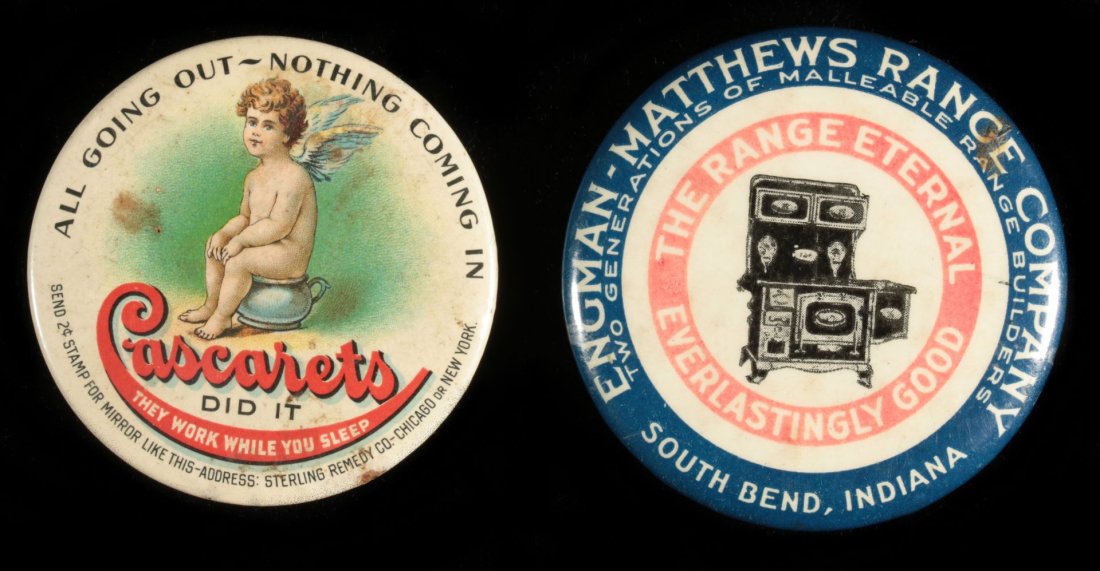 ALL GOING OUT~NOTHING COMING IN
Cascarets
DID IT
THEY WORK WHILE YOU SLEEP
SEND 2¢ STAMP FOR MIRROR LIKE THIS-ADDRESS: STERLING REMEDY CO-CHICAGO OR NEW YORK.
ENGMAN-MATTHEWS RANGE COMPANY
TWO GENERATIONS OF MALLEABLE RANGE BUILDERS
THE RANGE ETERNAL
EVERLASTINGLY GOOD
SOUTH BEND, INDIANA